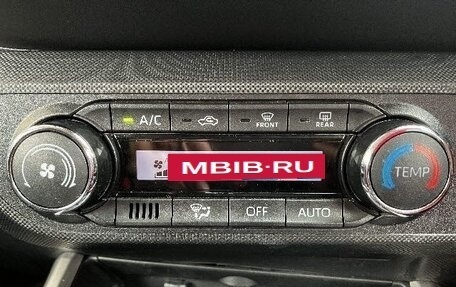 A/C
FRONT
REAR
MBIB·RU
TEMP
OFF
AUTO